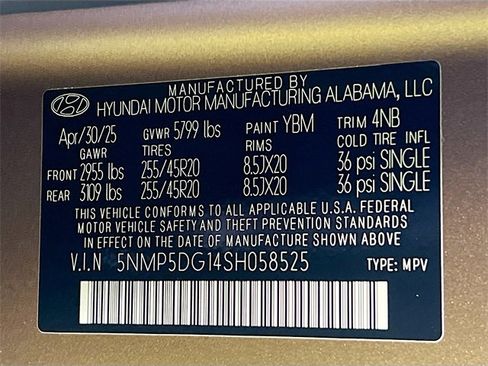 MANUFACTURED BY
HYUNDAI MOTOR MANUFACTURING ALABAMA, LLC
Apr/30/25 GVWR 5799 lbs PAINT YBM TRIM 4NB
GAWR TIRES RIMS COLD TIRE INFL
FRONT 2955 lbs 255/45R20 8.5JX20 36 psi SINGLE
REAR 3109 lbs 255/45R20 8.5JX20 36 psi SINGLE
THIS VEHICLE CONFORMS TO ALL APPLICABLE U.S.A. FEDERAL
MOTOR VEHICLE SAFETY AND THEFT PREVENTION STANDARDS
IN EFFECT ON THE DATE OF MANUFACTURE SHOWN ABOVE.
V.I.N 5NMP5DG14SH058525 TYPE: MPV